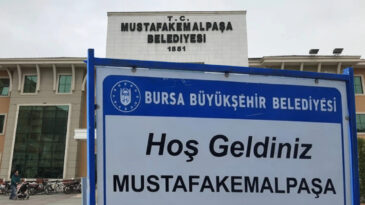 T.C.
MUSTAFAKEMALPAŞA
BELEDİYESİ
1881
BURSA BÜYÜKŞEHİR BELEDİYESİ
Hoş Geldiniz
MUSTAFAKEMALPAŞA